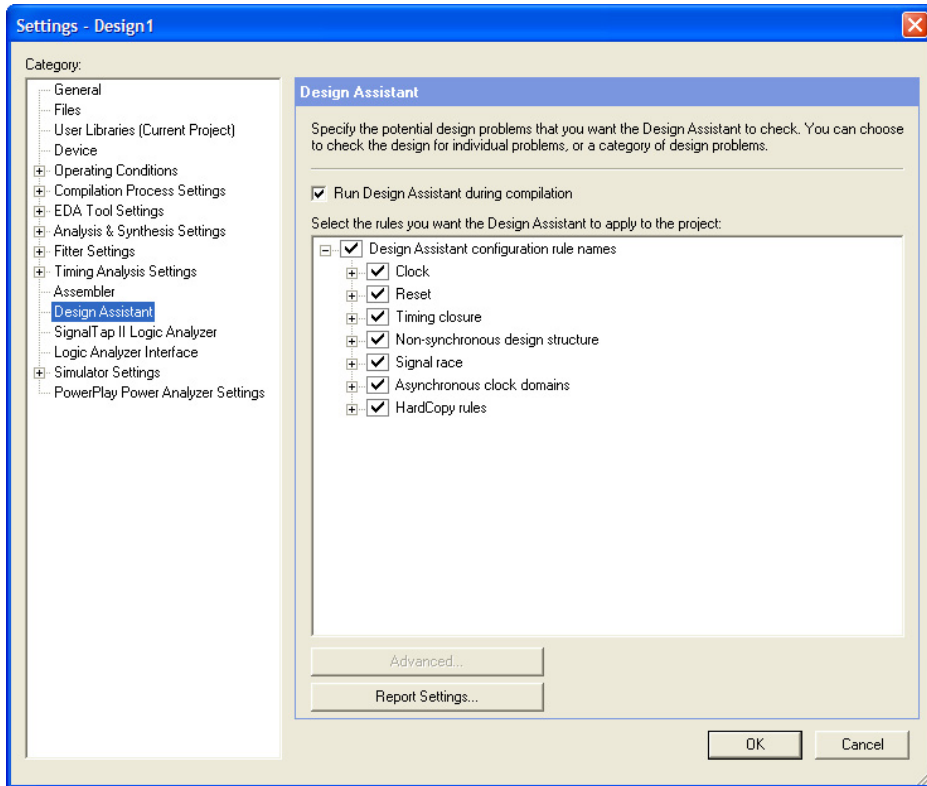 Settings - Design1
Category:
General
Files
User Libraries (Current Project)
Device
Operating Conditions
Compilation Process Settings
EDA Tool Settings
Analysis & Synthesis Settings
Fitter Settings
Timing Analysis Settings
Assembler
Design Assistant
SignalTap II Logic Analyzer
Logic Analyzer Interface
Simulator Settings
PowerPlay Power Analyzer Settings
Design Assistant
Specify the potential design problems that you want the Design Assistant to check. You can choose
to check the design for individual problems, or a category of design problems.
Run Design Assistant during compilation
Select the rules you want the Design Assistant to apply to the project:
Design Assistant configuration rule names
Clock
Reset
Timing closure
Non-synchronous design structure
Signal race
Asynchronous clock domains
HardCopy rules
Advanced...
Report Settings...
OK
Cancel